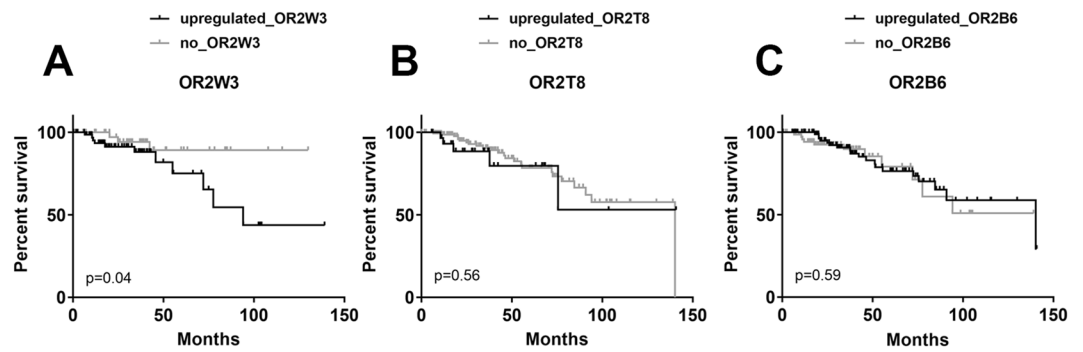 A
upregulated_OR2W3
no_OR2W3
OR2W3
Percent survival
100
50
0
p=0.04
0 50 100 150
Months
B
upregulated_OR2T8
no_OR2T8
OR2T8
Percent survival
100
50
0
p=0.56
0 50 100 150
Months
C
upregulated_OR2B6
no_OR2B6
OR2B6
Percent survival
100
50
0
p=0.59
0 50 100 150
Months